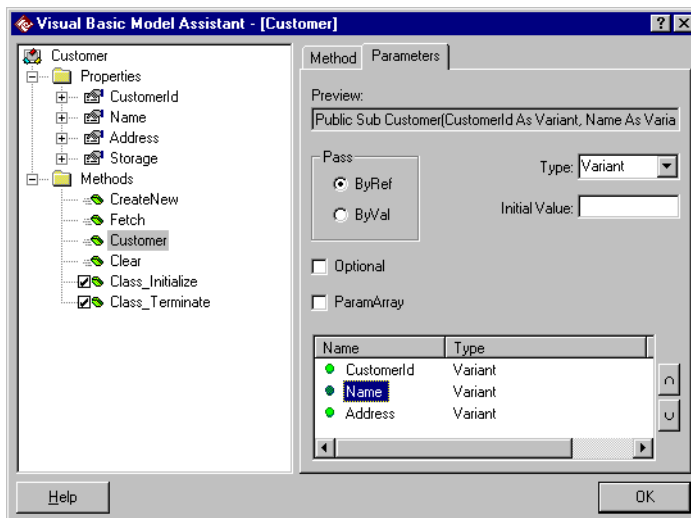 Visual Basic Model Assistant - [Customer]
Customer
Properties
CustomerId
Name
Address
Storage
Methods
CreateNew
Fetch
Customer
Clear
Class_Initialize
Class_Terminate
Method Parameters
Preview:
Public Sub Customer(CustomerId As Variant, Name As Varia
Pass
ByRef
ByVal
Type: Variant
Initial Value:
Optional
ParamArray
Name Type
CustomerId Variant
Name Variant
Address Variant
Help OK